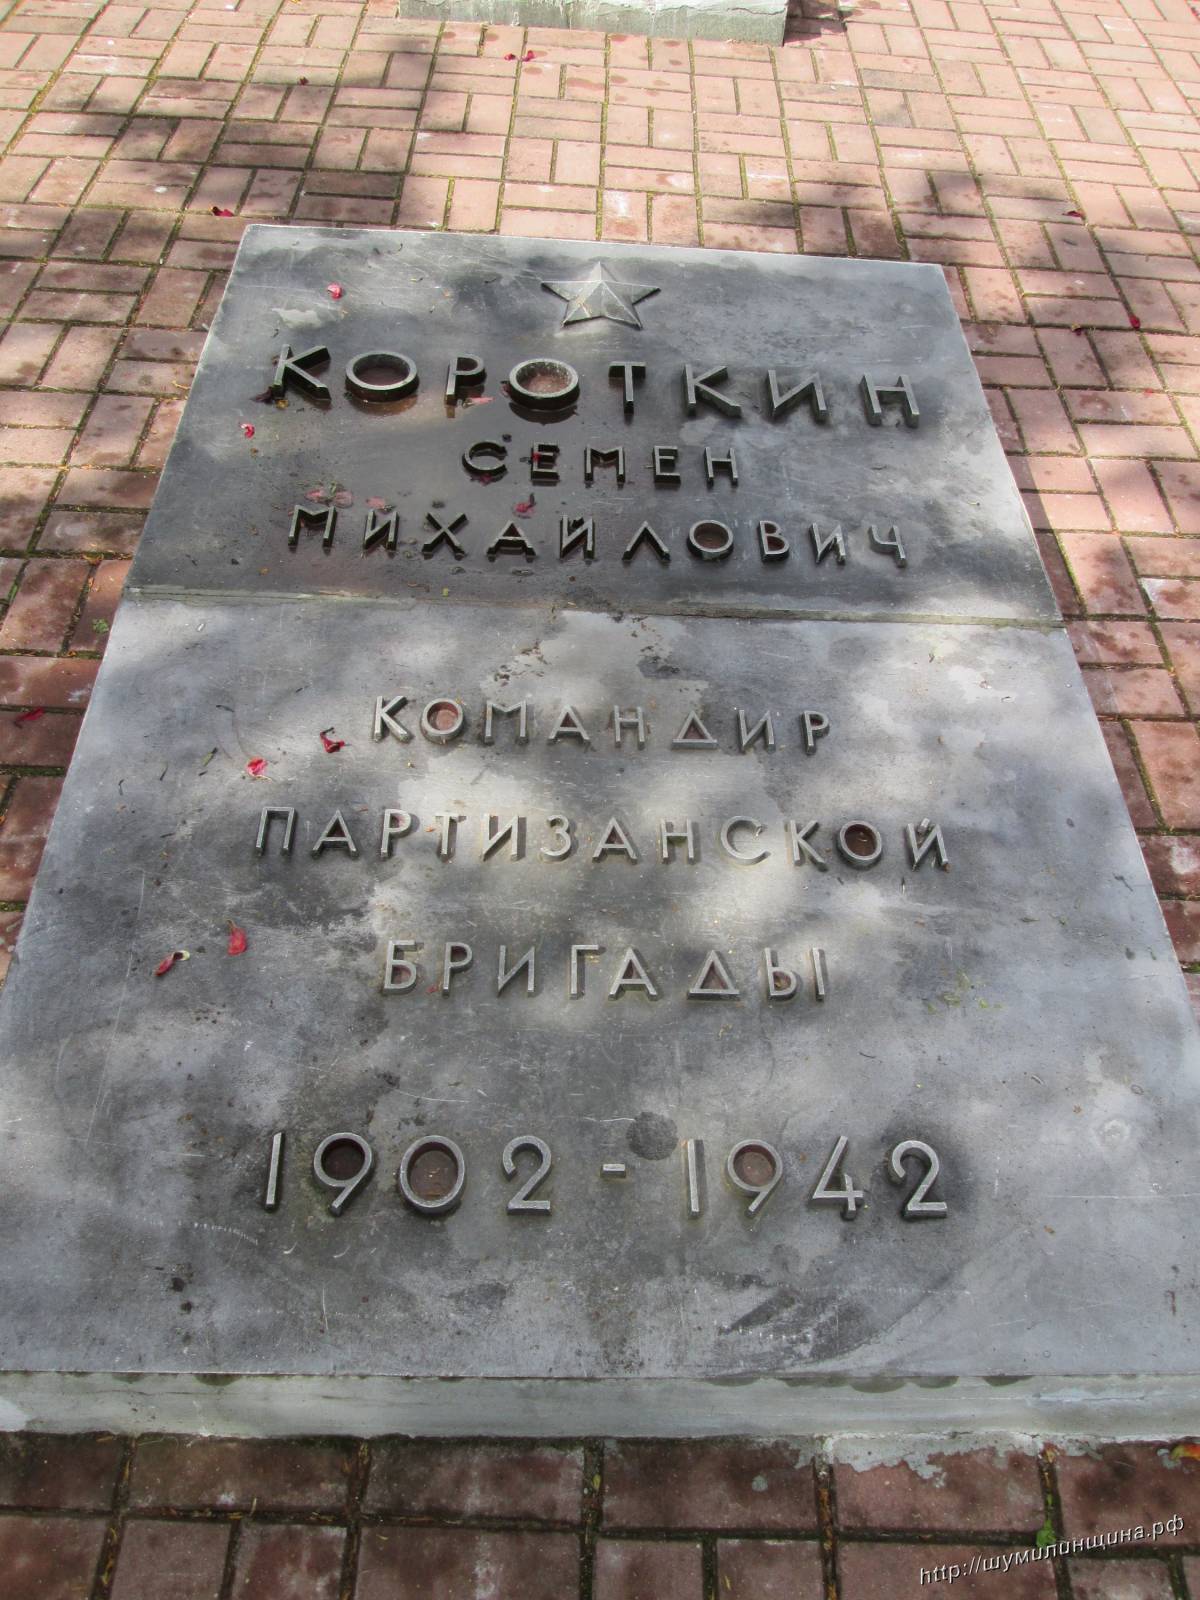 КОРОТКИН
СЕМЕН
МИХАЙЛОВИЧ
КОМАНДИР
ПАРТИЗАНСКОЙ
БРИГАДЫ
1902-1942
http://шумилинщина.рф